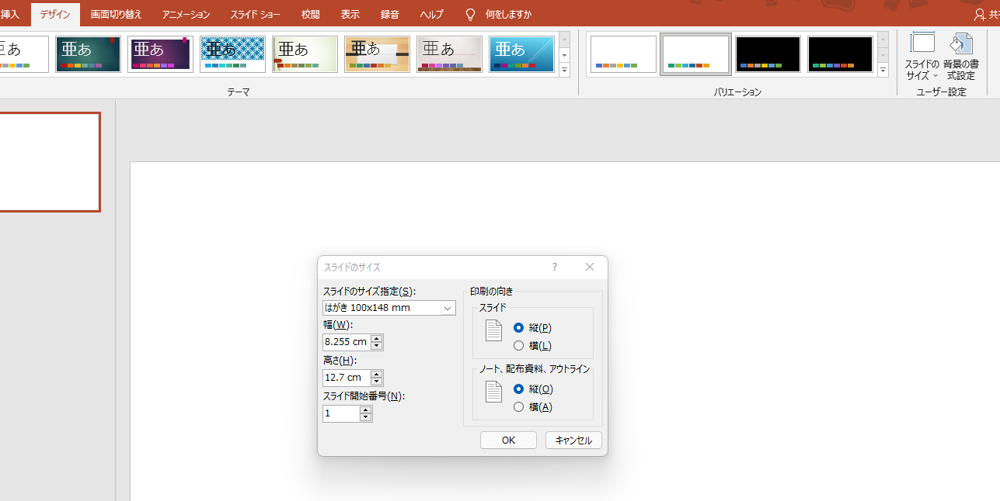 挿入 デザイン 画面切り替え アニメーション スライド ショー 校閲 表示 録音 ヘルプ 何をしますか 共
亜あ 亜あ 亜あ 亜あ 亜あ 亜あ 亜あ
テーマ
バリエーション
スライドの
サイズ
背景の書
式設定
ユーザー設定
スライドのサイズ ?
スライドのサイズ指定(S):
はがき 100x148 mm
幅(W):
8.255 cm
高さ(H):
12.7 cm
スライド開始番号(N):
1
印刷の向き
スライド
縦(P)
横(L)
ノート、配布資料、アウトライン
縦(O)
横(A)
OK キャンセル